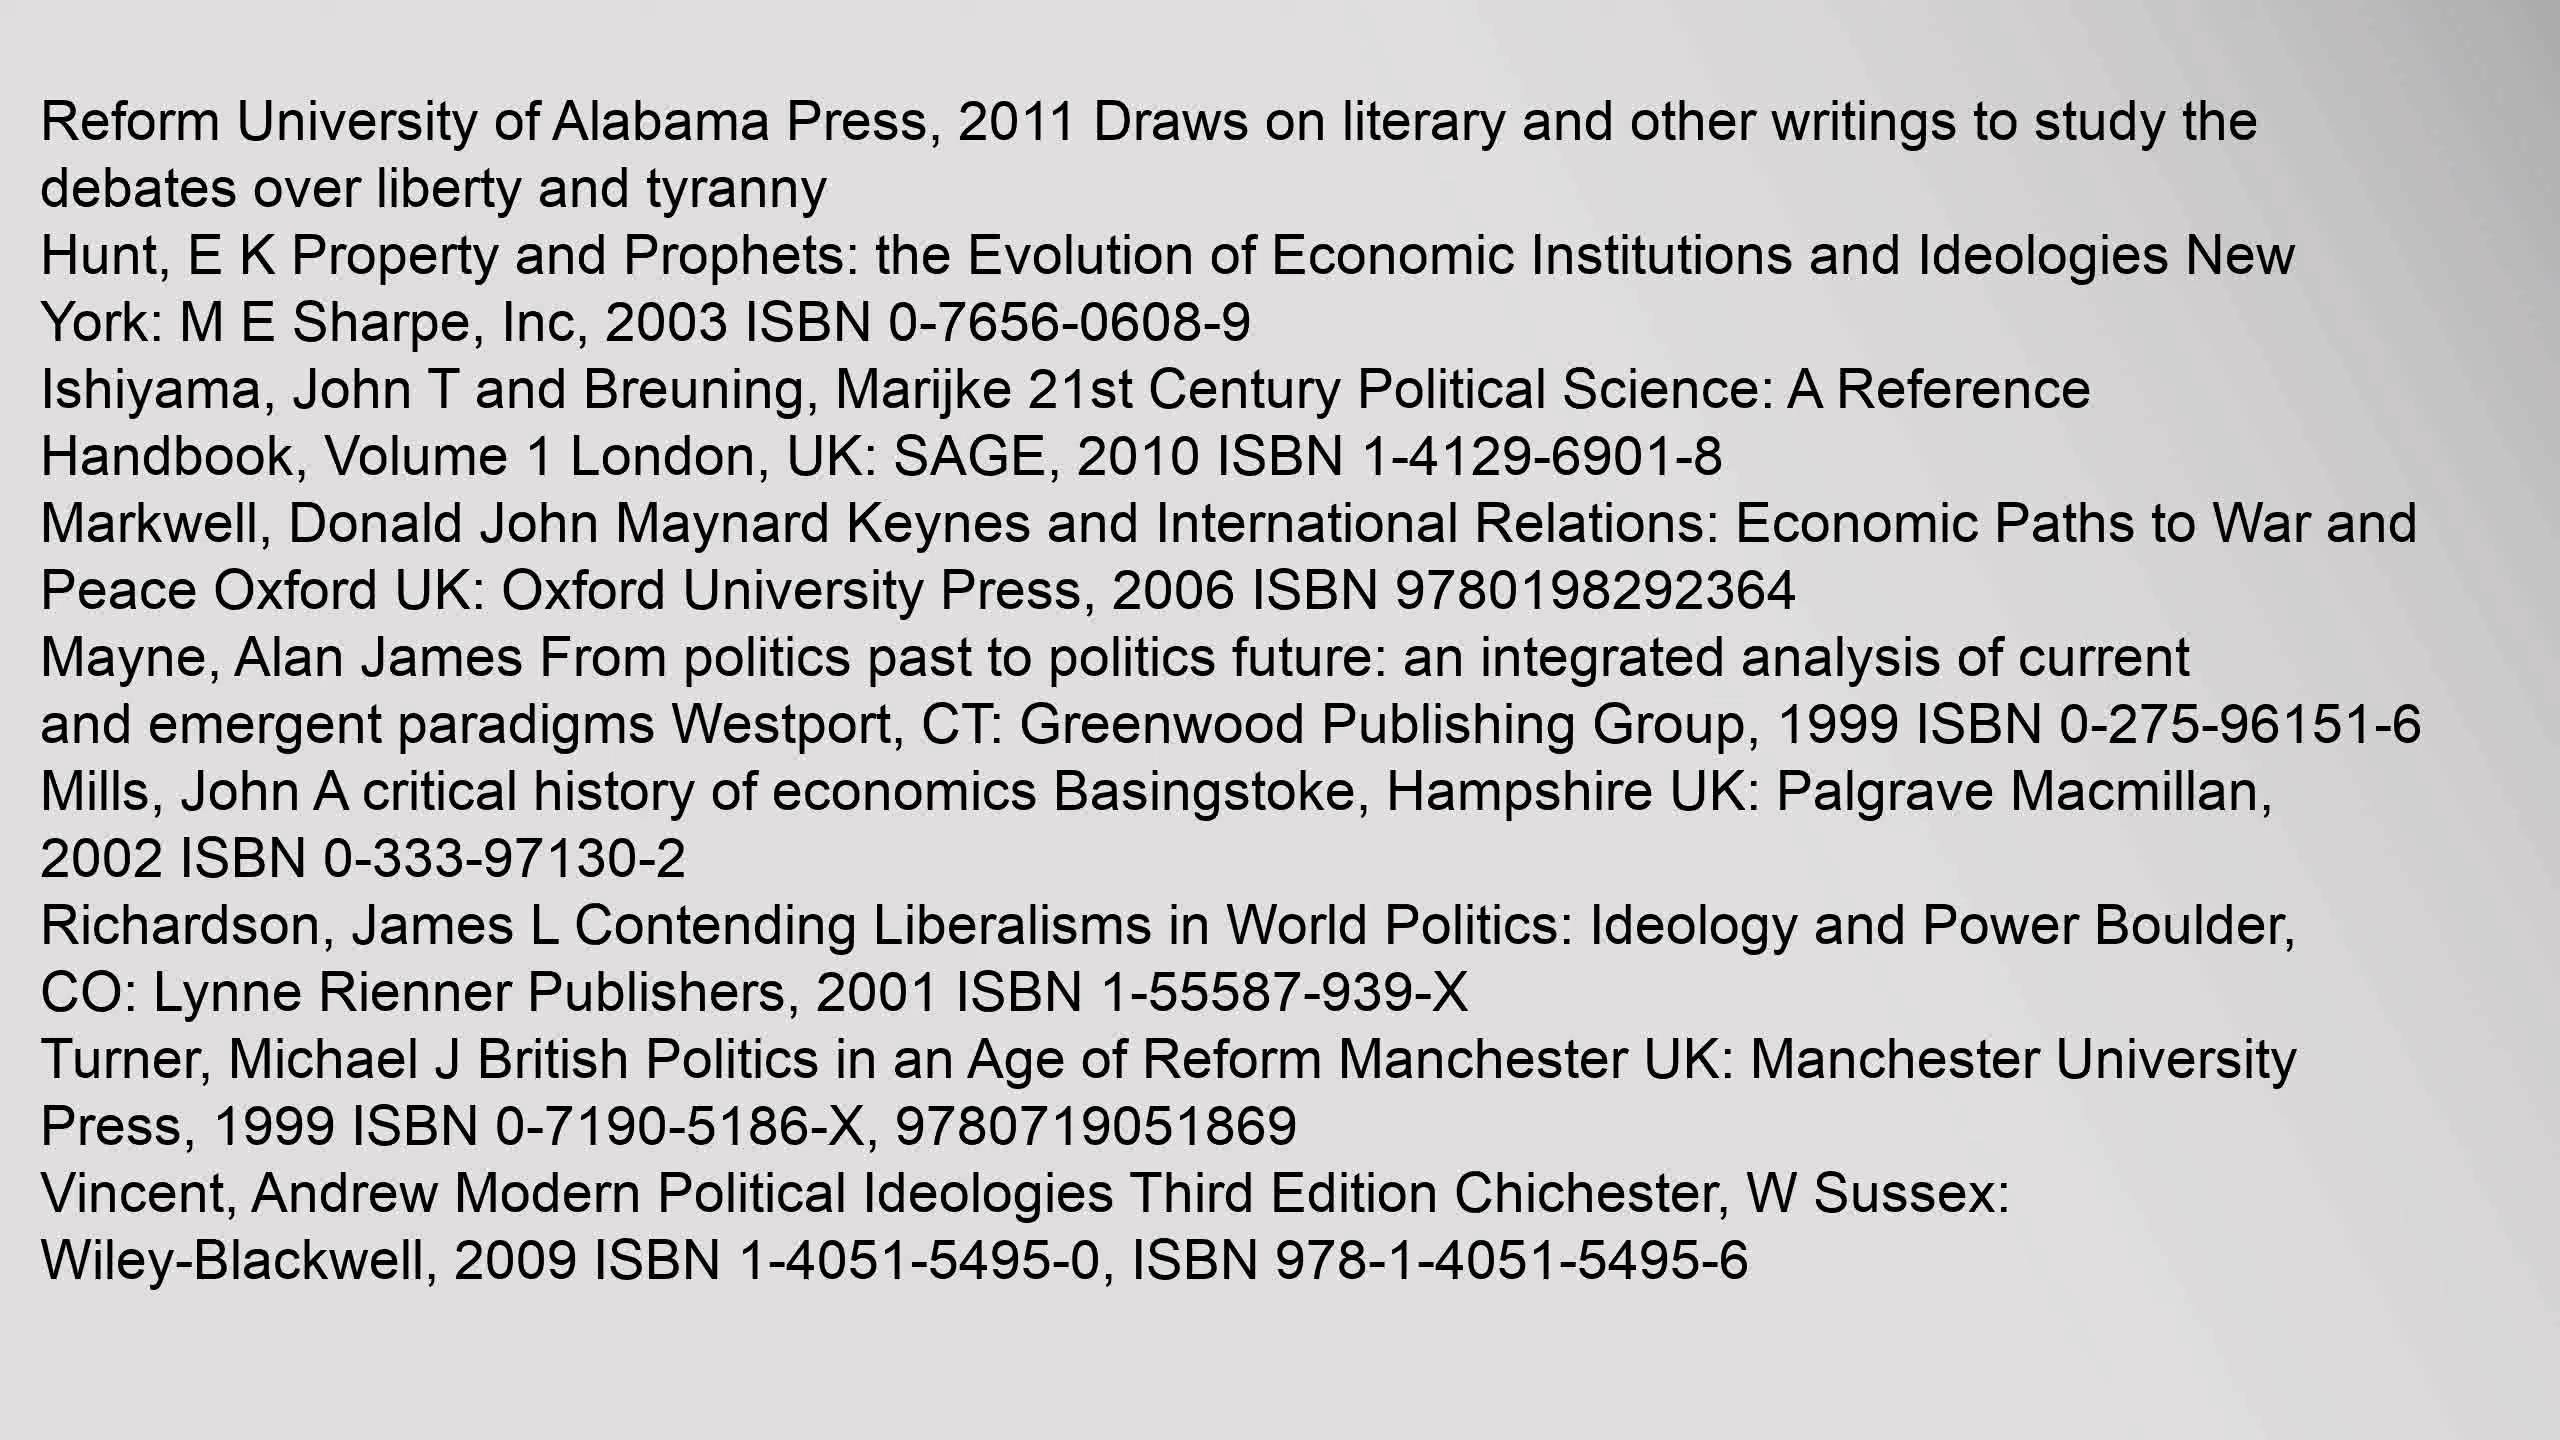 Reform University of Alabama Press, 2011 Draws on literary and other writings to study the
debates over liberty and tyranny
Hunt, E K Property and Prophets: the Evolution of Economic Institutions and Ideologies New
York: M E Sharpe, Inc, 2003 ISBN 0-7656-0608-9
Ishiyama, John T and Breuning, Marijke 21st Century Political Science: A Reference
Handbook, Volume 1 London, UK: SAGE, 2010 ISBN 1-4129-6901-8
Markwell, Donald John Maynard Keynes and International Relations: Economic Paths to War and
Peace Oxford UK: Oxford University Press, 2006 ISBN 9780198292364
Mayne, Alan James From politics past to politics future: an integrated analysis of current
and emergent paradigms Westport, CT: Greenwood Publishing Group, 1999 ISBN 0-275-96151-6
Mills, John A critical history of economics Basingstoke, Hampshire UK: Palgrave Macmillan,
2002 ISBN 0-333-97130-2
Richardson, James L Contending Liberalisms in World Politics: Ideology and Power Boulder,
CO: Lynne Rienner Publishers, 2001 ISBN 1-55587-939-X
Turner, Michael J British Politics in an Age of Reform Manchester UK: Manchester University
Press, 1999 ISBN 0-7190-5186-X, 9780719051869
Vincent, Andrew Modern Political Ideologies Third Edition Chichester, W Sussex:
Wiley-Blackwell, 2009 ISBN 1-4051-5495-0, ISBN 978-1-4051-5495-6